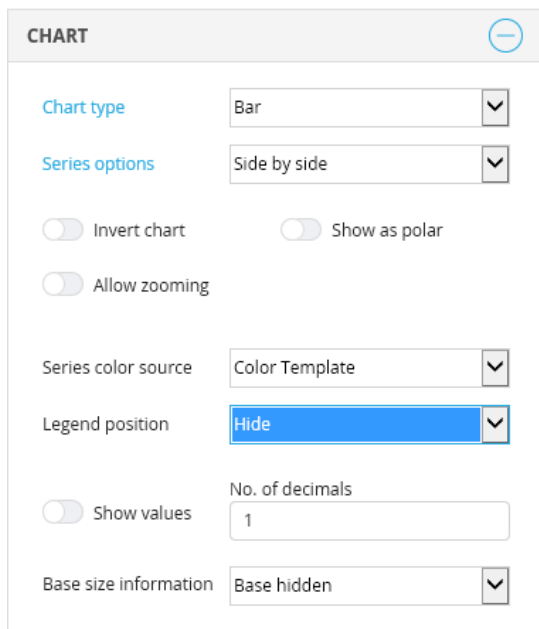 CHART
Chart type Bar
Series options Side by side
Invert chart Show as polar
Allow zooming
Series color source Color Template
Legend position Hide
No. of decimals
Show values 1
Base size information Base hidden